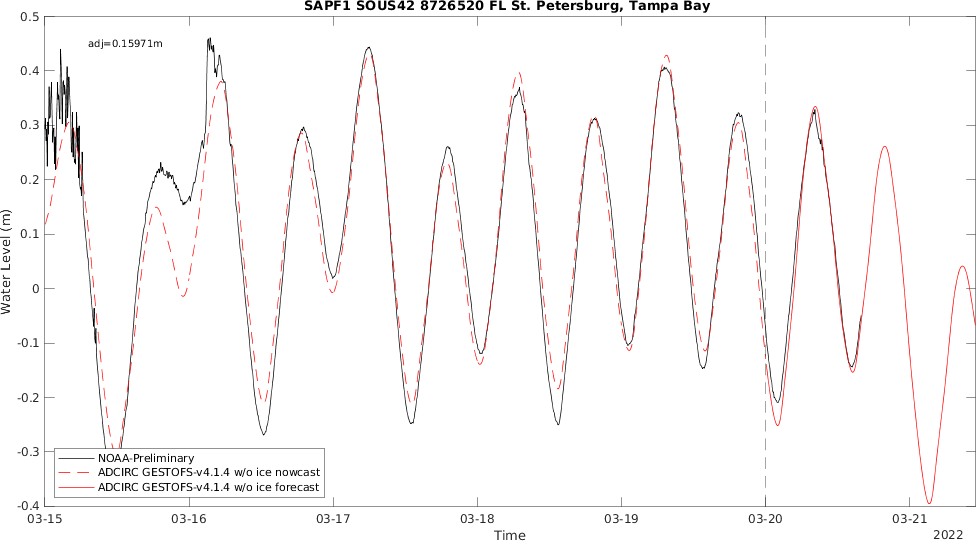 SAPF1 SOUS42 8726520 FL St. Petersburg, Tampa Bay
adj=0.15971m
0.5
0.4
0.3
0.2
0.1
0
-0.1
-0.2
-0.3
-0.4
Water Level (m)
NOAA-Preliminary
ADCIRC GESTOFS-v4.1.4 w/o ice nowcast
ADCIRC GESTOFS-v4.1.4 w/o ice forecast
03-15 03-16 03-17 03-18 03-19 03-20 03-21
Time
2022